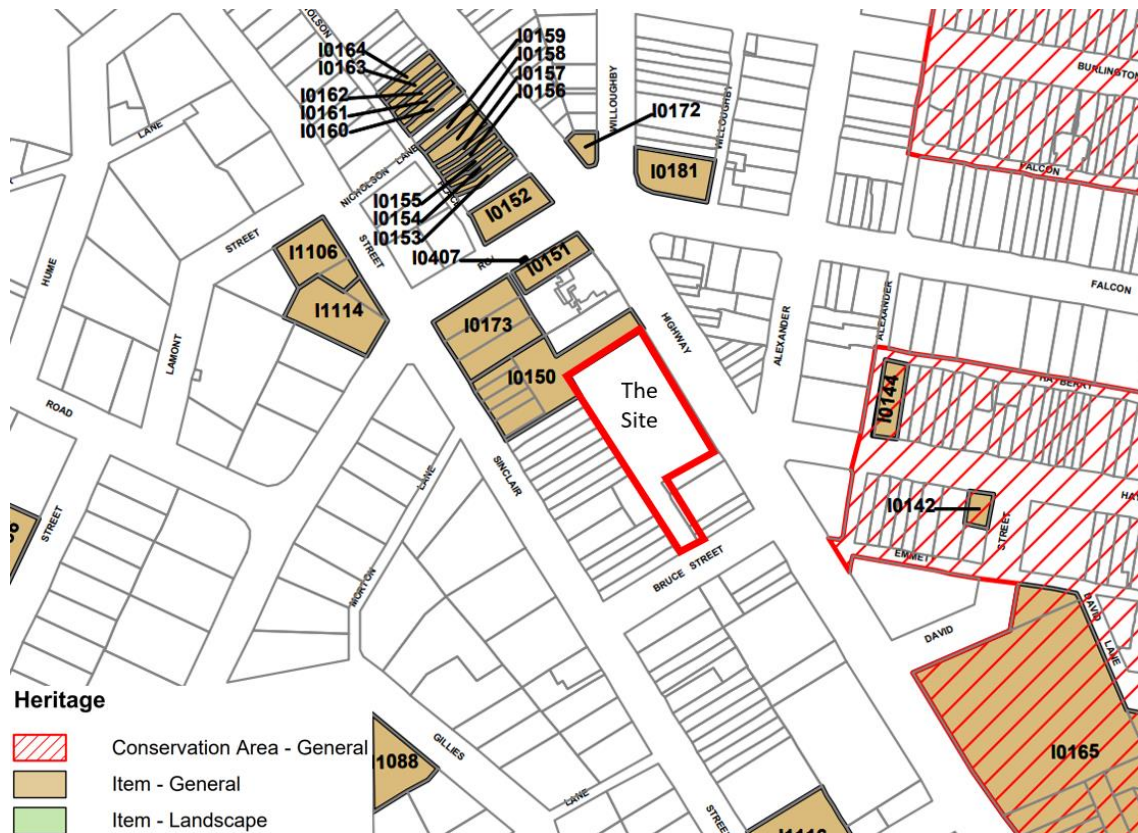 NICHOLSON
I0164
I0163
I0162
I0161
I0160
I0159
I0158
I0157
I0156
WILLOUGHBY
WILLOUGHBY
I0172
I0181
BURLINGTON
FALCON
LANE
NICHOLSON
LANE
STREET
I0155
I0154
I0153
I0152
I0407
I0151
STREET
I1106
I1114
HUME
LAMONT
I0173
I0150
HIGHWAY
ALEXANDER
ALEXANDER
FALCON
The
Site
HAYBERRY
I0144
ROAD
SINCLAIR
LANE
MORTON
STREET
I0142
STREET
EMMET
BRUCE STREET
DAVID
DAVID
LANE
I0165
GILLIES
LANE
STREET
Heritage
Conservation Area - General
Item - General
Item - Landscape